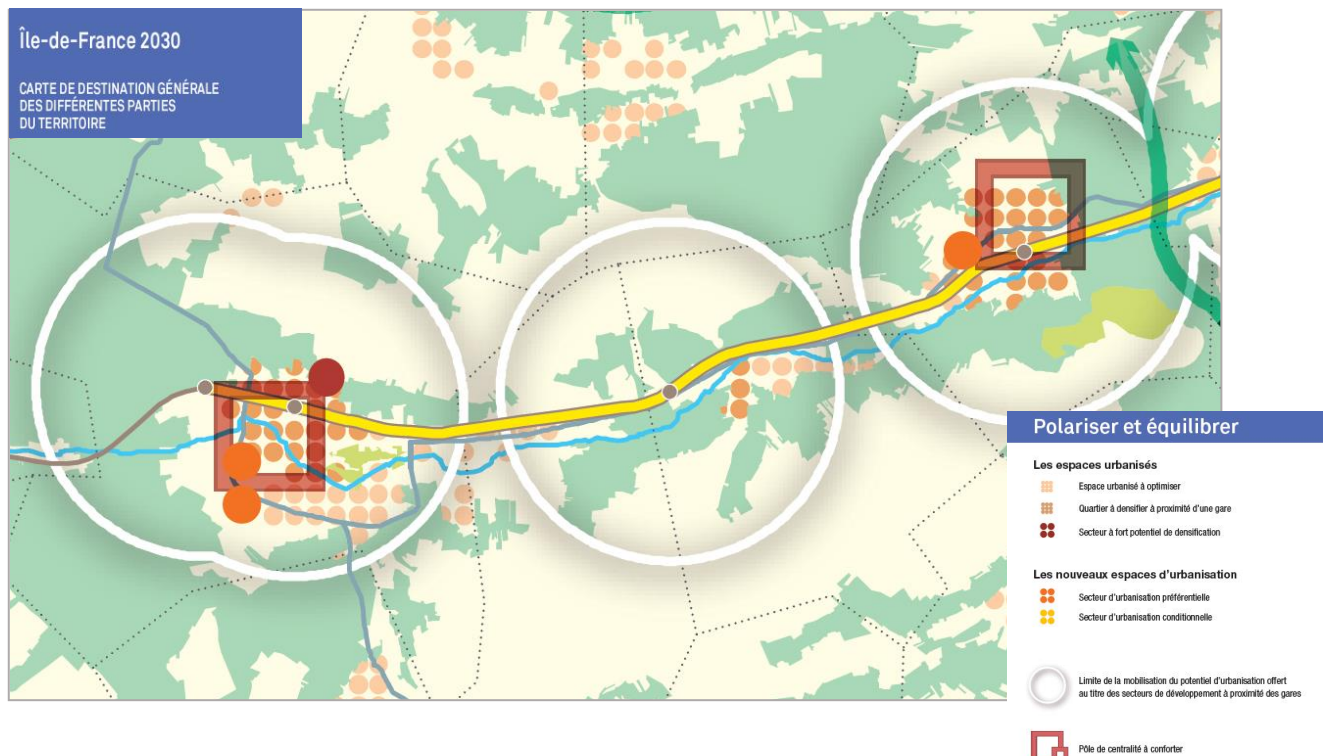 Île-de-France 2030
CARTE DE DESTINATION GÉNÉRALE
DES DIFFÉRENTES PARTIES
DU TERRITOIRE
Polariser et équilibrer
Les espaces urbanisés
Espace urbanisé à optimiser
Quartier à densifier à proximité d'une gare
Secteur à fort potentiel de densification
Les nouveaux espaces d'urbanisation
Secteur d'urbanisation préférentielle
Secteur d'urbanisation conditionnelle
Limite de la mobilisation du potentiel d'urbanisation offert
au titre des secteurs de développement à proximité des gares
Pôle de centralité à conforter